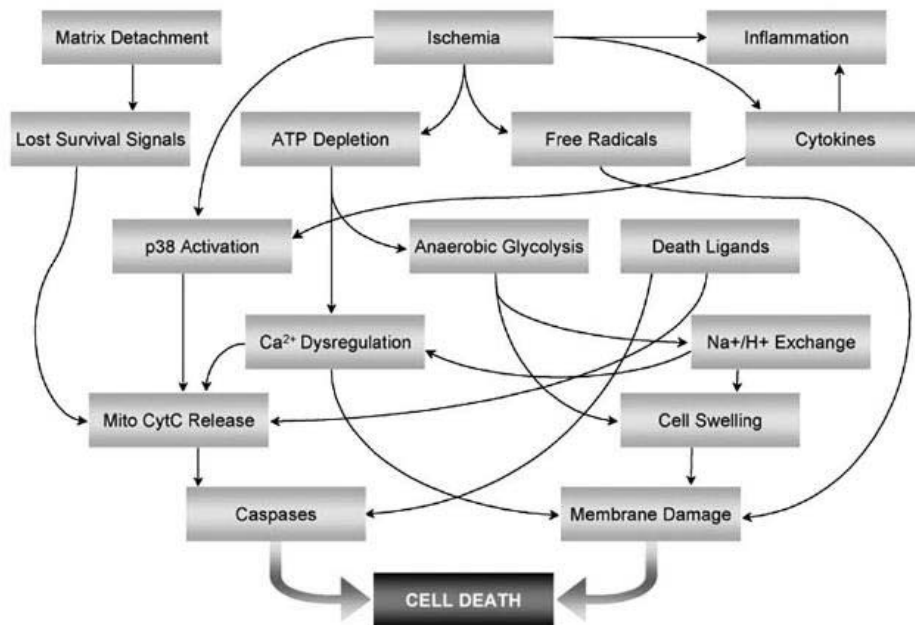 Matrix Detachment
Ischemia
Inflammation
Lost Survival Signals
ATP Depletion
Free Radicals
Cytokines
p38 Activation
Anaerobic Glycolysis
Death Ligands
Ca²⁺ Dysregulation
Na+/H+ Exchange
Mito CytC Release
Cell Swelling
Caspases
Membrane Damage
CELL DEATH